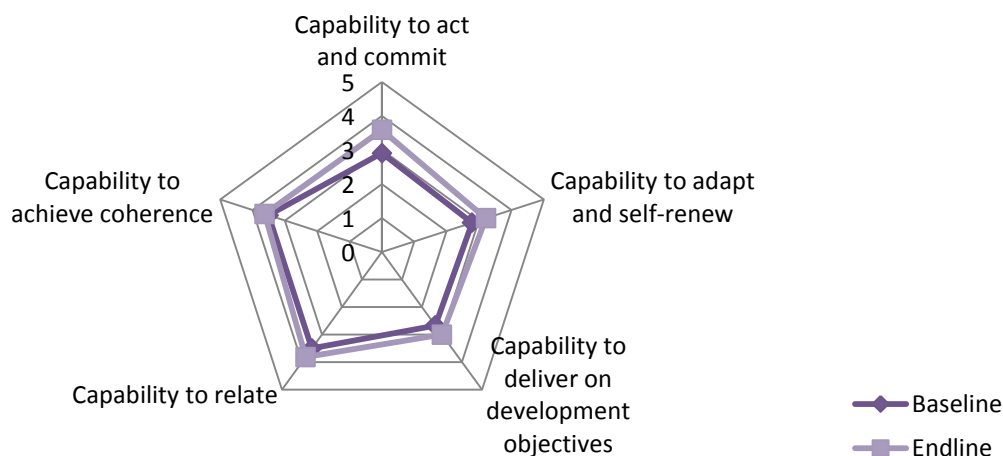 Capability to act
and commit
5
4
3
2
1
0
Capability to adapt
and self-renew
Capability to
deliver on
development
objectives
Capability to relate
Capability to
achieve coherence
Baseline
Endline